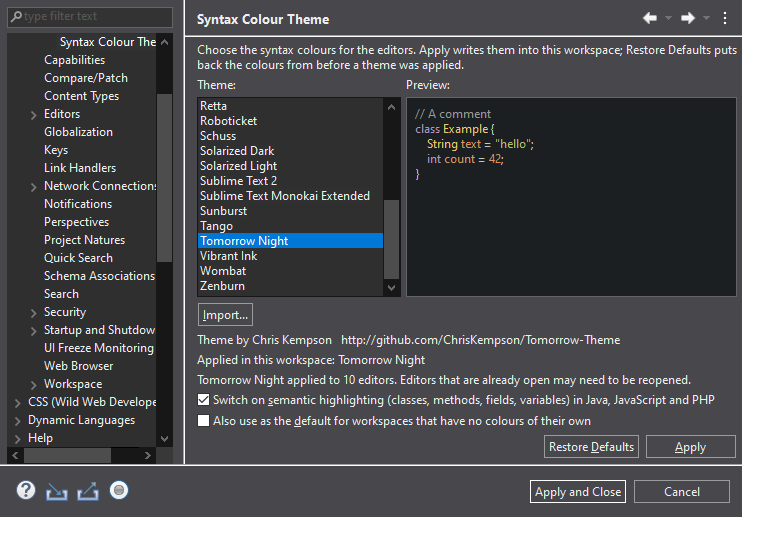 type filter text
Syntax Colour The
Capabilities
Compare/Patch
Content Types
Editors
Globalization
Keys
Link Handlers
Network Connections
Notifications
Perspectives
Project Natures
Quick Search
Schema Associations
Search
Security
Startup and Shutdow
UI Freeze Monitoring
Web Browser
Workspace
CSS (Wild Web Develope
Dynamic Languages
Help
Syntax Colour Theme
Choose the syntax colours for the editors. Apply writes them into this workspace; Restore Defaults puts
back the colours from before a theme was applied.
Theme:
Retta
Roboticket
Schuss
Solarized Dark
Solarized Light
Sublime Text 2
Sublime Text Monokai Extended
Sunburst
Tango
Tomorrow Night
Vibrant Ink
Wombat
Zenburn
Preview:
// A comment
class Example {
String text = "hello";
int count = 42;
}
Import...
Theme by Chris Kempson http://github.com/ChrisKempson/Tomorrow-Theme
Applied in this workspace: Tomorrow Night
Tomorrow Night applied to 10 editors. Editors that are already open may need to be reopened.
Switch on semantic highlighting (classes, methods, fields, variables) in Java, JavaScript and PHP
Also use as the default for workspaces that have no colours of their own
Restore Defaults
Apply
Apply and Close
Cancel